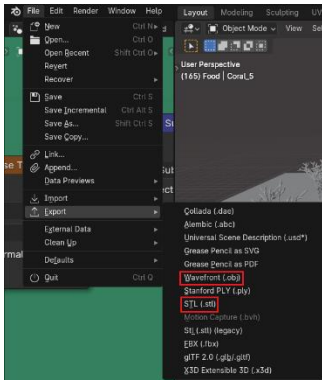 File Edit Render Window Help Layout Modeling Sculpting UV
New Ctrl N
Open... Ctrl O
Open Recent Shift Ctrl O
Revert
Recover
Save Ctrl S
Save Incremental Ctrl Alt S
Save As... Shift Ctrl S
Save Copy...
Link...
Append...
Data Previews
Import
Export
External Data
Clean Up
Defaults
Quit Ctrl Q
Object Mode View Sel
User Perspective
(165) Food | Coral_5
Collada (.dae)
Alembic (.abc)
Universal Scene Description (.usd*)
Grease Pencil as SVG
Grease Pencil as PDF
Wavefront (.obj)
Stanford PLY (.ply)
STL (.stl)
Motion Capture (.bvh)
Stl (.stl) (legacy)
FBX (.fbx)
glTF 2.0 (.glb/.gltf)
X3D Extensible 3D (.x3d)